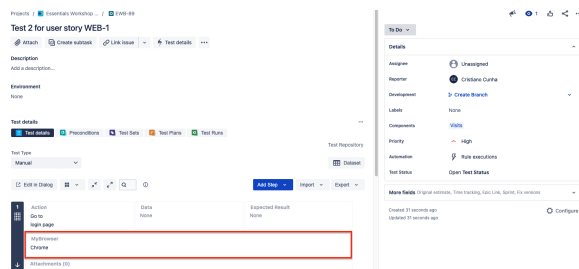 Projects / Essentials Workshop ... / EWB-69
Test 2 for user story WEB-1
Attach Create subtask Link issue Test details ...
Description
Add a description...
Environment
None
Test details
Test details Preconditions Test Sets Test Plans Test Runs
Test Repository
Test Type
Manual
Dataset
Edit in Dialog
Add Step Import Export
1 Action Data Expected Result
Go to None None
login page
MyBrowser
Chrome
Attachments (0)
1
To Do
Details
Assignee Unassigned
Reporter Cristiano Cunha
Development Create Branch
Labels None
Components Visits
Priority High
Automation Rule executions
Test Status Open Test Status
More fields Original estimate, Time tracking, Epic Link, Sprint, Fix versions
Created 31 seconds ago Configure
Updated 31 seconds ago